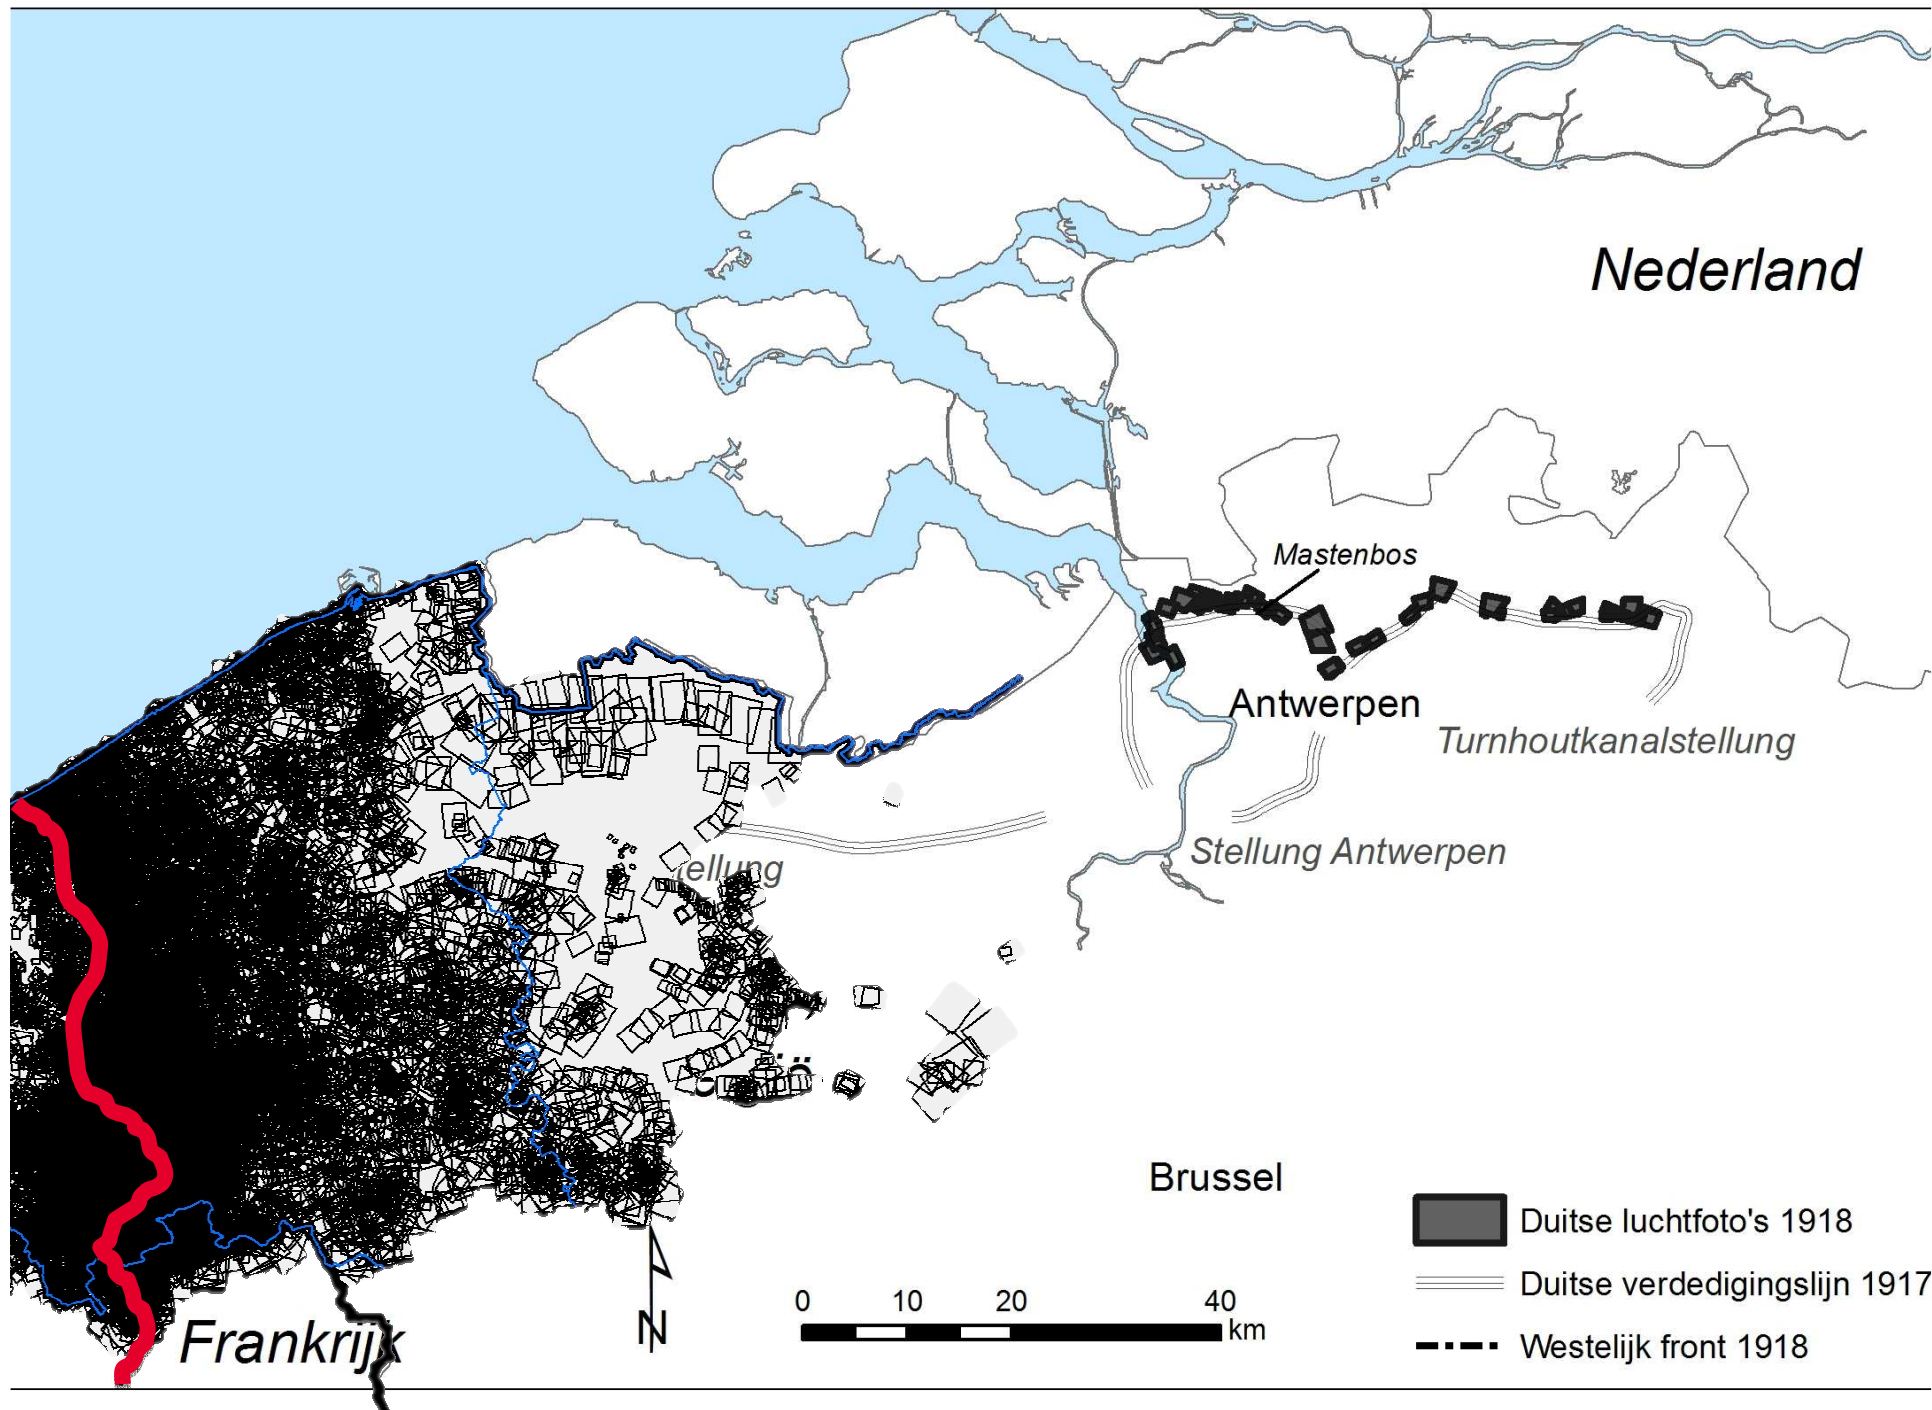 Nederland
Mastenbos
Antwerpen
Turnhoutkanalstellung
tellung
Stellung Antwerpen
Brussel
Duitse luchtfoto's 1918
Duitse verdedigingslijn 1917
Westelijk front 1918
0 10 20 40
km
N
Frankrijk